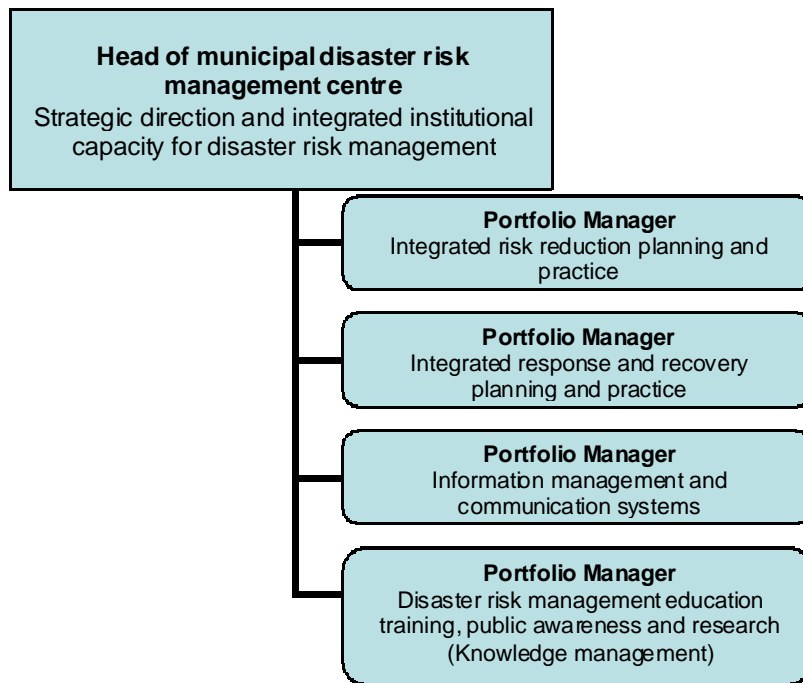 Head of municipal disaster risk
management centre
Strategic direction and integrated institutional
capacity for disaster risk management
Portfolio Manager
Integrated risk reduction planning and
practice
Portfolio Manager
Integrated response and recovery
planning and practice
Portfolio Manager
Information management and
communication systems
Portfolio Manager
Disaster risk management education
training, public awareness and research
(Knowledge management)